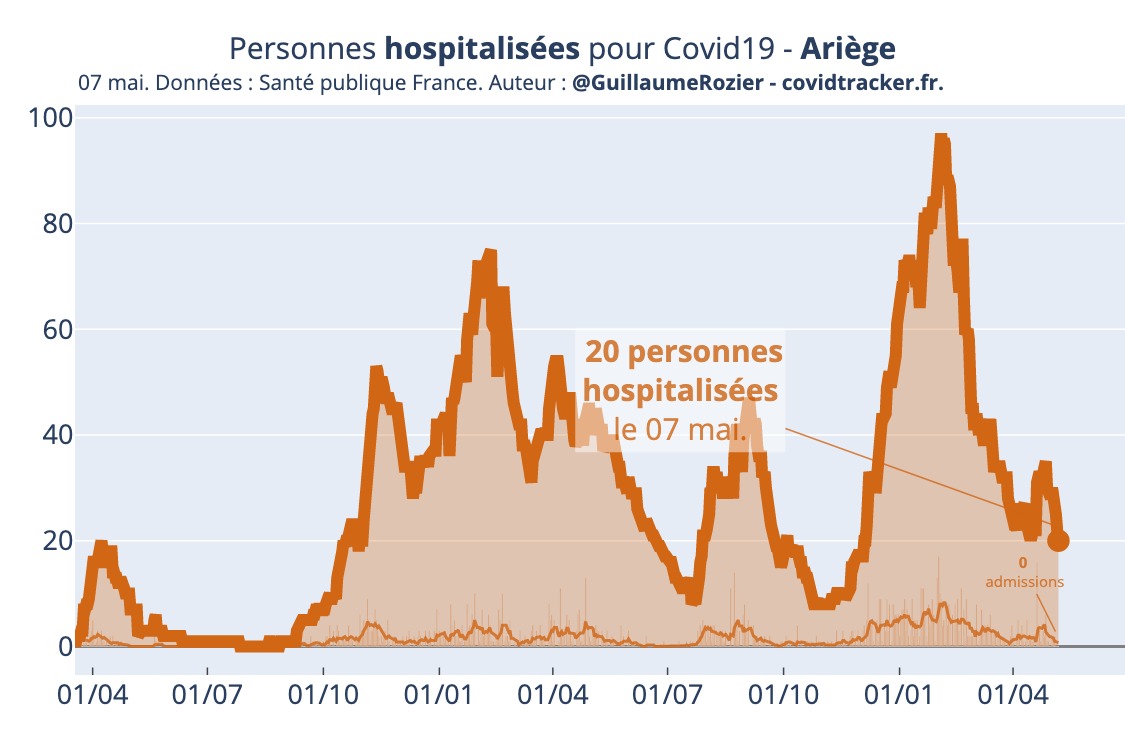 Personnes hospitalisées pour Covid19 - Ariège
07 mai. Données : Santé publique France. Auteur : @GuillaumeRozier - covidtracker.fr.
100
80
60
40
20
0
20 personnes
hospitalisées
le 07 mai.
0
admissions
01/04 01/07 01/10 01/01 01/04 01/07 01/10 01/01 01/04